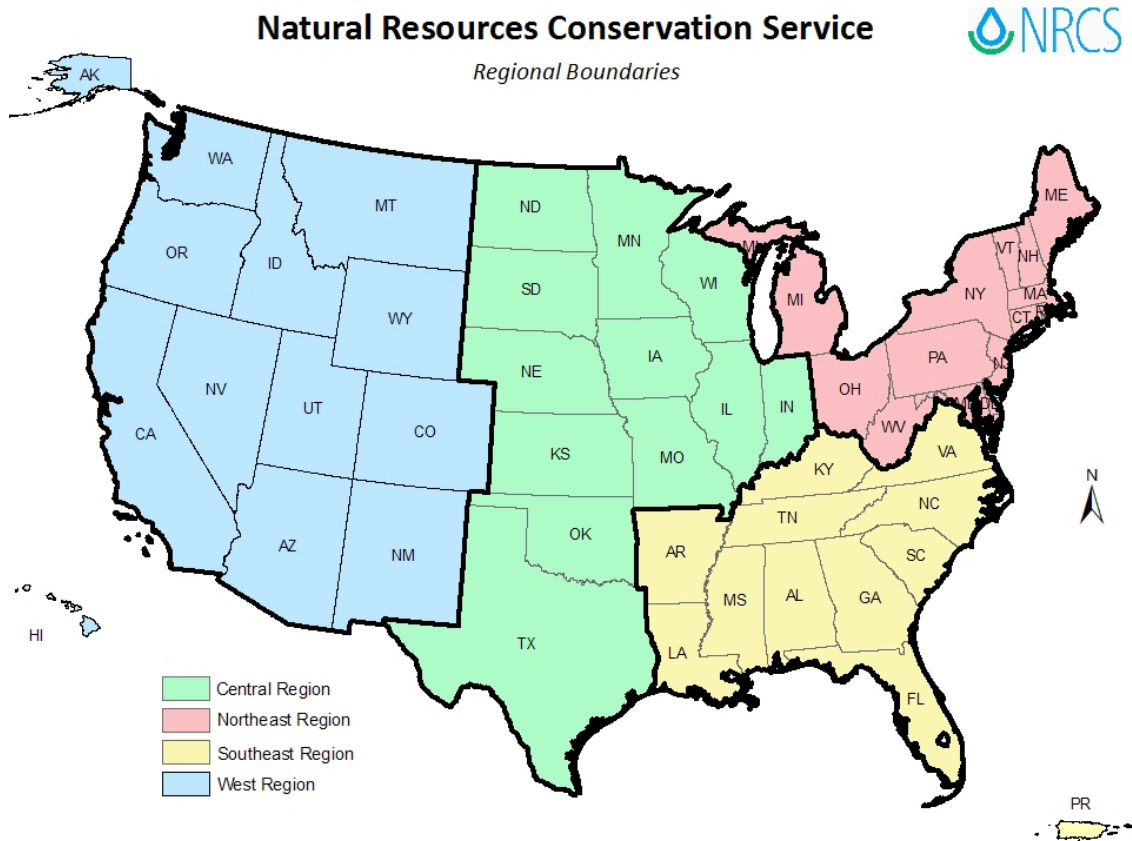 Natural Resources Conservation Service
NRCS
Regional Boundaries
AK
WA
MT
ND
MN
ME
OR
ID
SD
WI
MI
MI
VT
NH
NY
MA
CT
WY
NE
IA
PA
NJ
NV
UT
CO
IL
IN
OH
WV
CA
KS
MO
KY
VA
N
AZ
NM
OK
AR
TN
NC
SC
MS
AL
GA
HI
TX
LA
FL
Central Region
Northeast Region
Southeast Region
West Region
PR